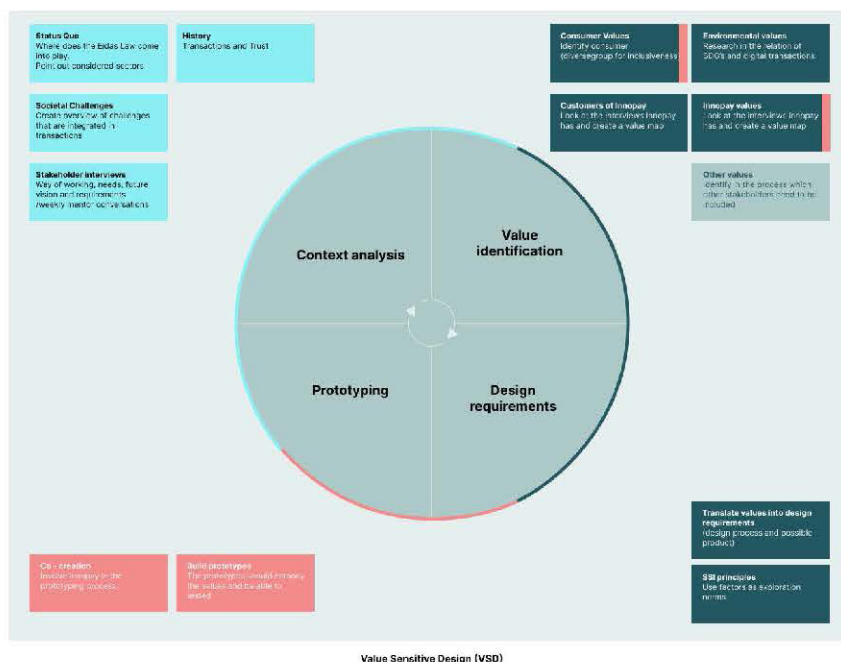 Status Quo
Where does the Eidas Law come
into play.
Point out considered sectors
History
Transactions and Trust
Societal Challenges
Create overview of challenges
that are integrated in
transactions
Stakeholder interviews
Way of working, needs, future
vision and requirements
/weekly mentor conversations
Consumer Values
Identify consumer
(diversegroup for inclusiveness
Environmental values
Research in the relation of
SDG's and digital transactions
Customers of Innopay
Look at the interviews Innopay
has and create a value map
Innopay values
Look at the interviews Innopay
has and create a value map
Other values
Identify in the process which
other stakeholders need to be
included
Context analysis
Value
identification
Prototyping
Design
requirements
Translate values into design
requirements
(design process and possible
product)
SSI principles
Use factors as exploration
norms
Co - creation
Involve Innopay in the
prototyping process.
Build prototypes
The prototypes should embody
the values and be able to
tested
Value Sensitive Design (VSD)